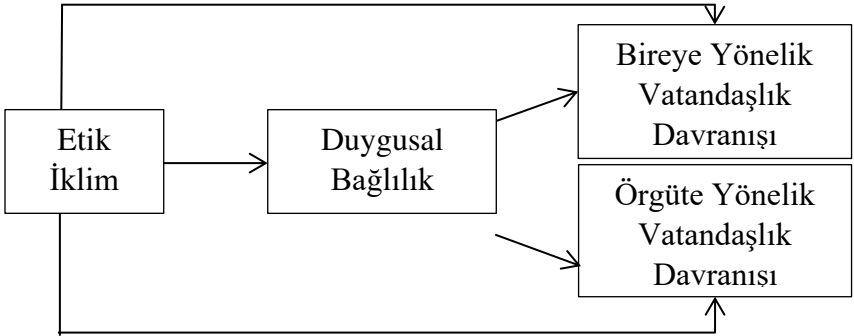 Etik
İklim
Duygusal
Bağlılık
Bireye Yönelik
Vatandaşlık
Davranışı
Örgüte Yönelik
Vatandaşlık
Davranışı